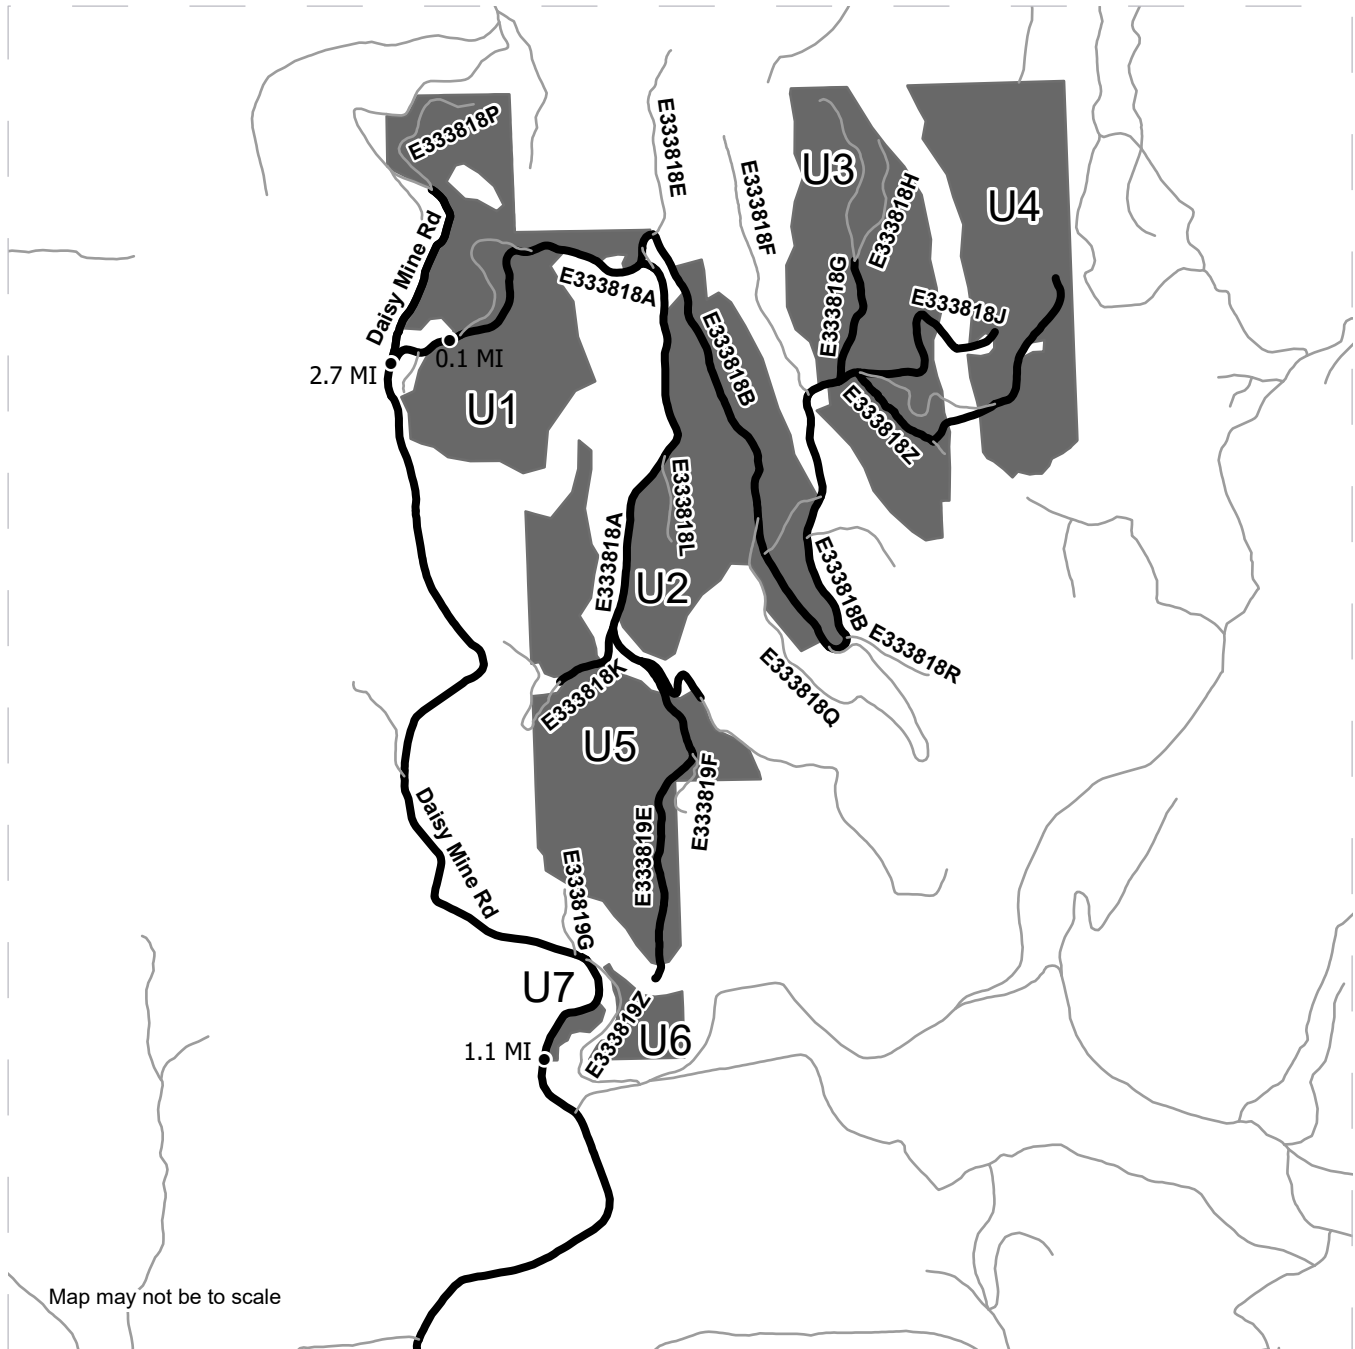 E333818P
E333818E
E333818F
U3
E333818H
U4
Daisy Mine Rd
E333818A
E333818G
E333818J
E333818B
0.1 MI
2.7 MI
U1
E333818Z
E333818L
E333818A
U2
E333818B
E333818R
E333818K
E333818Q
U5
E333819F
Daisy Mine Rd
E333819E
E333819G
U7
E333819Z
U6
1.1 MI
Map may not be to scale